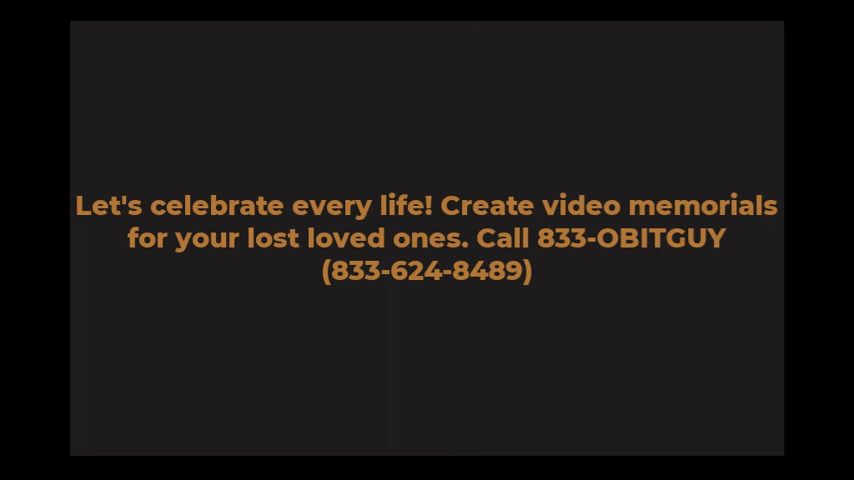 Let's celebrate every life! Create video memorials
for your lost loved ones. Call 833-OBITGUY
(833-624-8489)